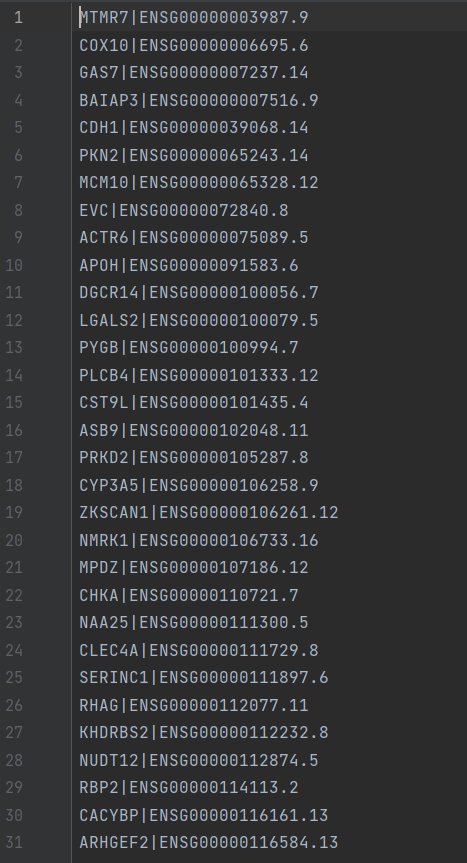 1 MTMR7|ENSG00000003987.9
2 COX10|ENSG00000006695.6
3 GAS7|ENSG00000007237.14
4 BAIAP3|ENSG00000007516.9
5 CDH1|ENSG00000039068.14
6 PKN2|ENSG00000065243.14
7 MCM10|ENSG00000065328.12
8 EVC|ENSG00000072840.8
9 ACTR6|ENSG00000075089.5
10 APOH|ENSG00000091583.6
11 DGCR14|ENSG00000100056.7
12 LGALS2|ENSG00000100079.5
13 PYGB|ENSG00000100994.7
14 PLCB4|ENSG00000101333.12
15 CST9L|ENSG00000101435.4
16 ASB9|ENSG00000102048.11
17 PRKD2|ENSG00000105287.8
18 CYP3A5|ENSG00000106258.9
19 ZKSCAN1|ENSG00000106261.12
20 NMRK1|ENSG00000106733.16
21 MPDZ|ENSG00000107186.12
22 CHKA|ENSG00000110721.7
23 NAA25|ENSG00000111300.5
24 CLEC4A|ENSG00000111729.8
25 SERINC1|ENSG00000111897.6
26 RHAG|ENSG00000112077.11
27 KHDRBS2|ENSG00000112232.8
28 NUDT12|ENSG00000112874.5
29 RBP2|ENSG00000114113.2
30 CACYBP|ENSG00000116161.13
31 ARHGEF2|ENSG00000116584.13